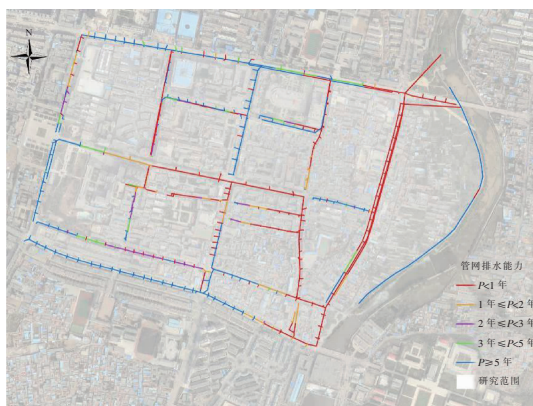 N
管网排水能力
P<1 年
1 年≤P<2 年
2 年≤P<3 年
3 年≤P<5 年
P≥5 年
研究范围